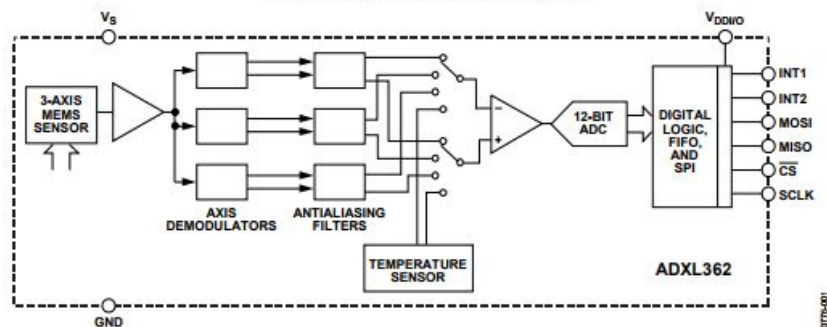 VS
VDDI/O
3-AXIS
MEMS
SENSOR
AXIS
DEMODULATORS
ANTIALIASING
FILTERS
−
+
12-BIT
ADC
DIGITAL
LOGIC,
FIFO,
AND
SPI
INT1
INT2
MOSI
MISO
CS
SCLK
TEMPERATURE
SENSOR
ADXL362
GND